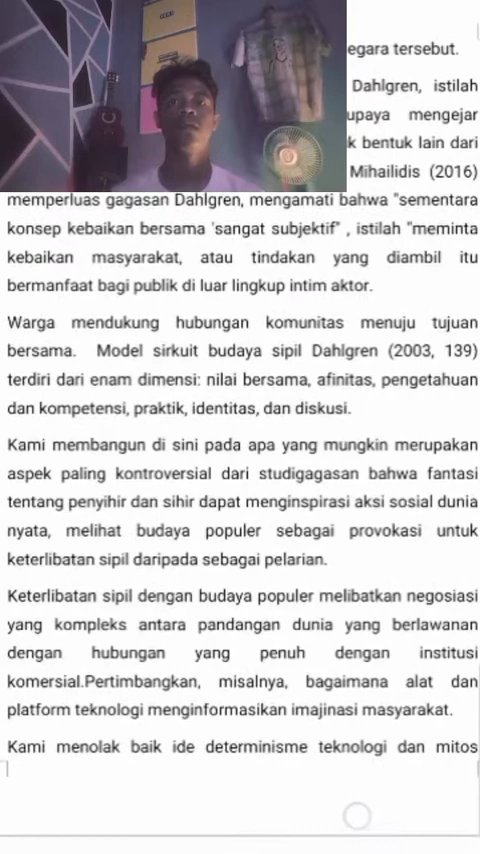 egara tersebut.
Dahlgren, istilah
upaya mengejar
k bentuk lain dari
Mihailidis (2016)
memperluas gagasan Dahlgren, mengamati bahwa "sementara
konsep kebaikan bersama 'sangat subjektif' , istilah "meminta
kebaikan masyarakat, atau tindakan yang diambil itu
bermanfaat bagi publik di luar lingkup intim aktor.
Warga mendukung hubungan komunitas menuju tujuan
bersama. Model sirkuit budaya sipil Dahlgren (2003, 139)
terdiri dari enam dimensi: nilai bersama, afinitas, pengetahuan
dan kompetensi, praktik, identitas, dan diskusi.
Kami membangun di sini pada apa yang mungkin merupakan
aspek paling kontroversial dari studigagasan bahwa fantasi
tentang penyihir dan sihir dapat menginspirasi aksi sosial dunia
nyata, melihat budaya populer sebagai provokasi untuk
keterlibatan sipil daripada sebagai pelarian.
Keterlibatan sipil dengan budaya populer melibatkan negosiasi
yang kompleks antara pandangan dunia yang berlawanan
dengan hubungan yang penuh dengan institusi
komersial.Pertimbangkan, misalnya, bagaimana alat dan
platform teknologi menginformasikan imajinasi masyarakat.
Kami menolak baik ide determinisme teknologi dan mitos